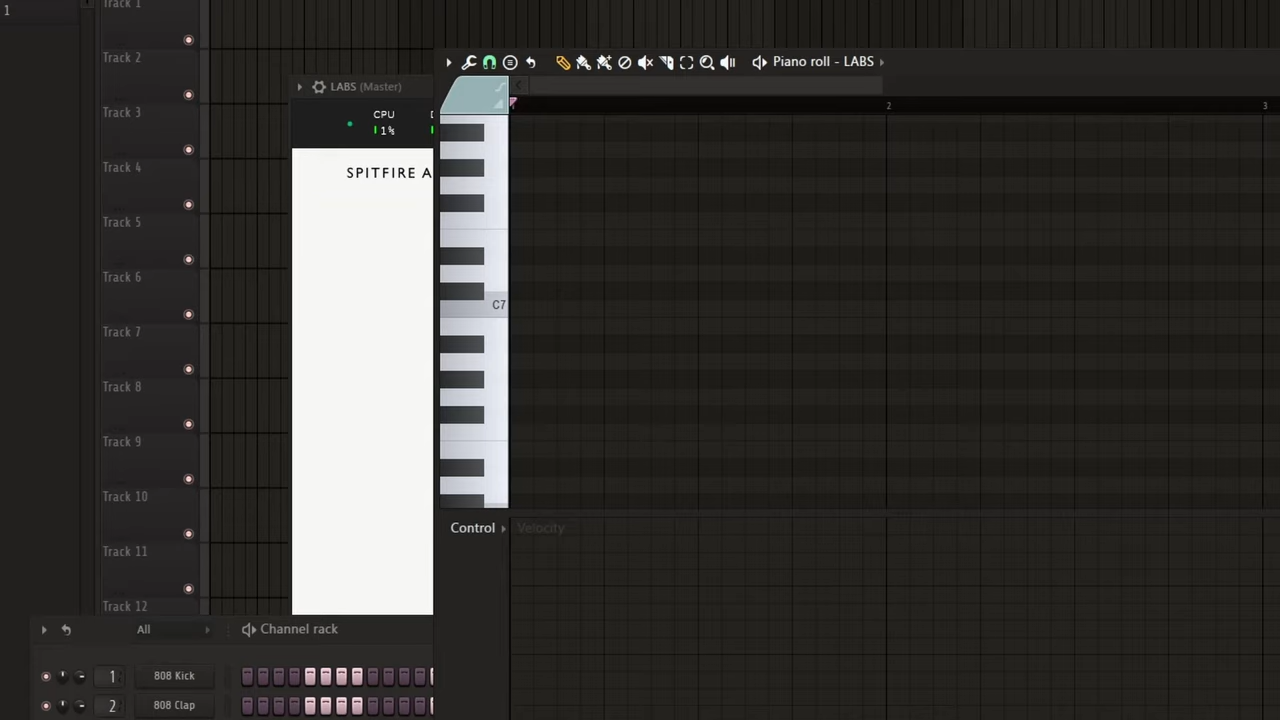 1
Track 1
Track 2
Track 3
Track 4
Track 5
Track 6
Track 7
Track 8
Track 9
Track 10
Track 11
Track 12
LABS (Master)
CPU
1%
SPITFIRE A
Piano roll - LABS
2
3
C7
Control
Velocity
All
Channel rack
1
808 Kick
2
808 Clap